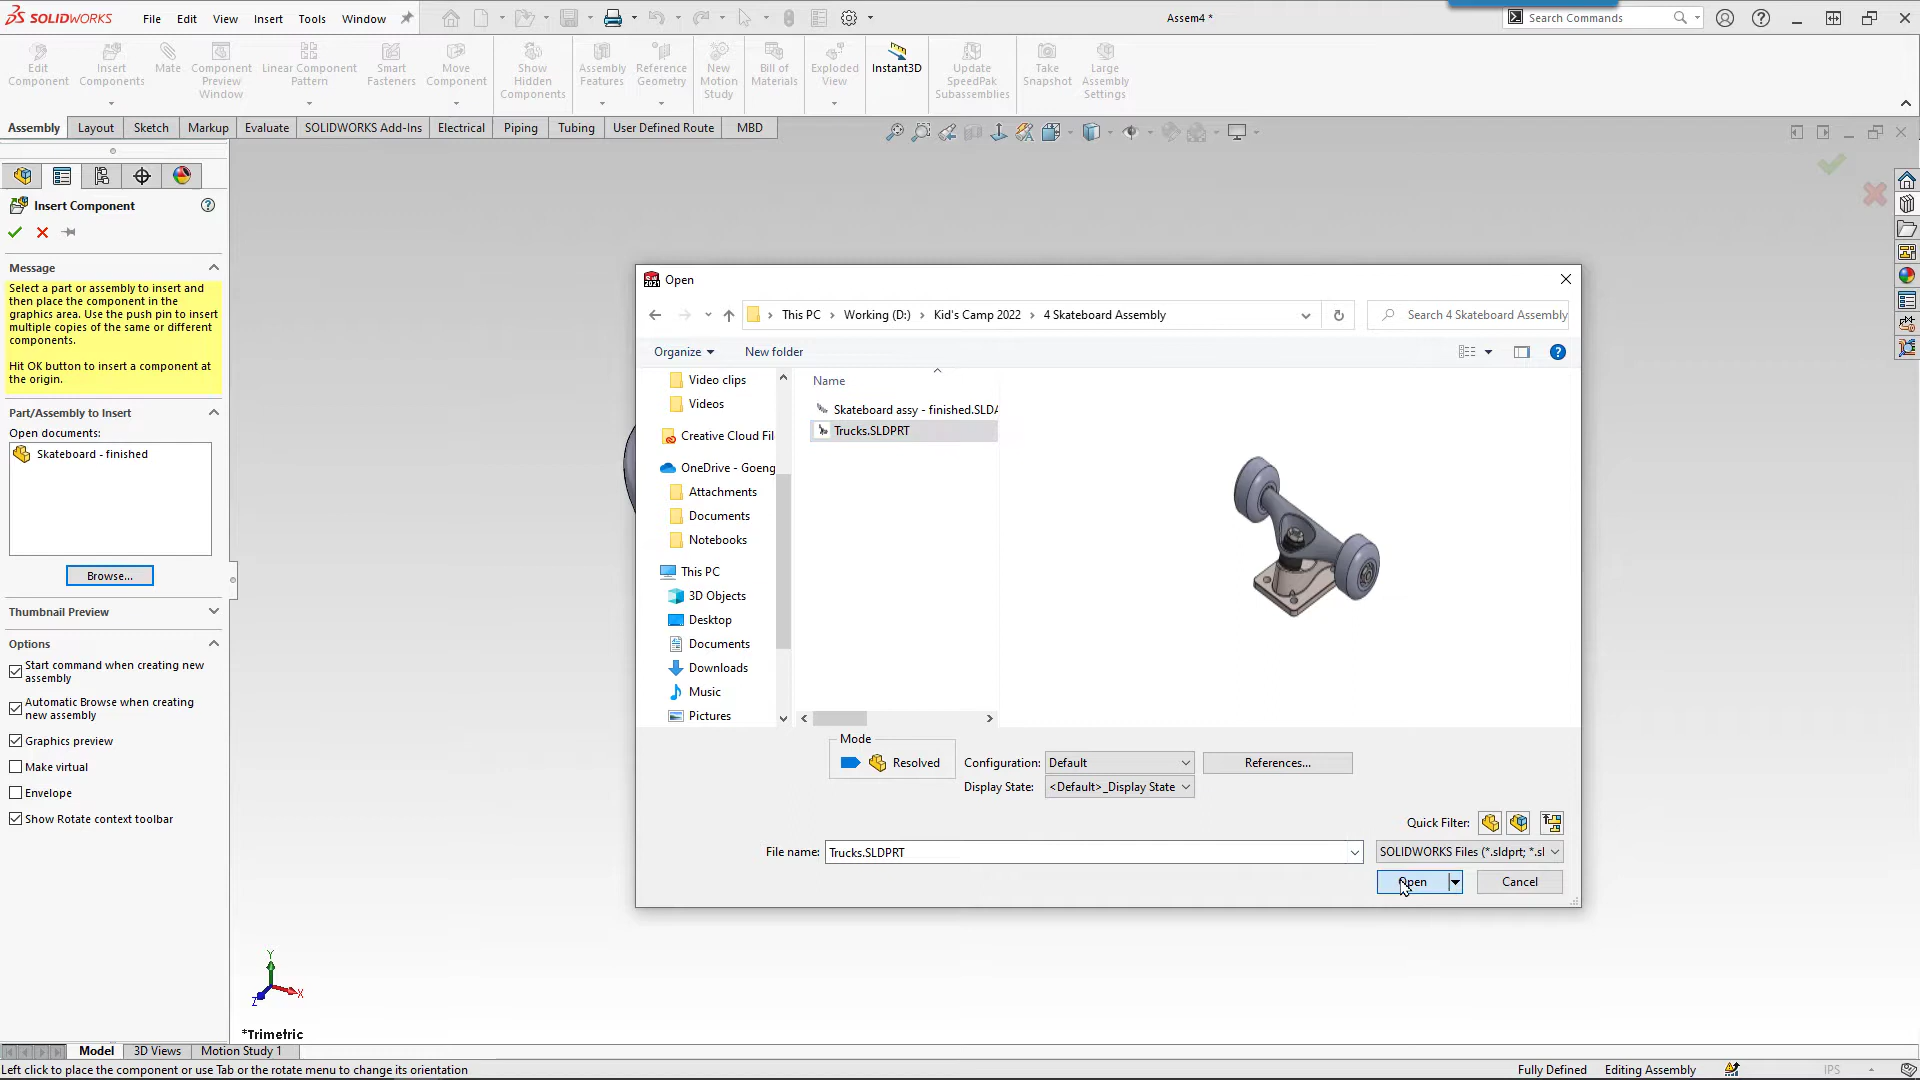 SOLIDWORKS File Edit View Insert Tools Window
Assem4 *
Search Commands
Edit Component
Insert Components
Mate
Component Preview Window
Linear Component Pattern
Smart Fasteners
Move Component
Show Hidden Components
Assembly Features
Reference Geometry
New Motion Study
Bill of Materials
Exploded View
Instant3D
Update SpeedPak Subassemblies
Take Snapshot
Large Assembly Settings
Assembly Layout Sketch Markup Evaluate SOLIDWORKS Add-Ins Electrical Piping Tubing User Defined Route MBD
Insert Component
Message
Select a part or assembly to insert and
then place the component in the
graphics area. Use the push pin to insert
multiple copies of the same or different
components.
Hit OK button to insert a component at
the origin.
Part/Assembly to Insert
Open documents:
Skateboard - finished
Browse...
Thumbnail Preview
Options
Start command when creating new
assembly
Automatic Browse when creating
new assembly
Graphics preview
Make virtual
Envelope
Show Rotate context toolbar
Open
This PC Working (D:) Kid's Camp 2022 4 Skateboard Assembly
Search 4 Skateboard Assembly
Organize New folder
Video clips
Videos
Creative Cloud Fil
OneDrive - Goeng
Attachments
Documents
Notebooks
This PC
3D Objects
Desktop
Documents
Downloads
Music
Pictures
Name
Skateboard assy - finished.SLDA
Trucks.SLDPRT
Mode
Resolved
Configuration: Default References...
Display State: <Default>_Display State
Quick Filter:
File name: Trucks.SLDPRT SOLIDWORKS Files (*.sldprt; *.sl
Open Cancel
Y
X
Z
*Trimetric
Model 3D Views Motion Study 1
Left click to place the component or use Tab or the rotate menu to change its orientation
Fully Defined Editing Assembly IPS